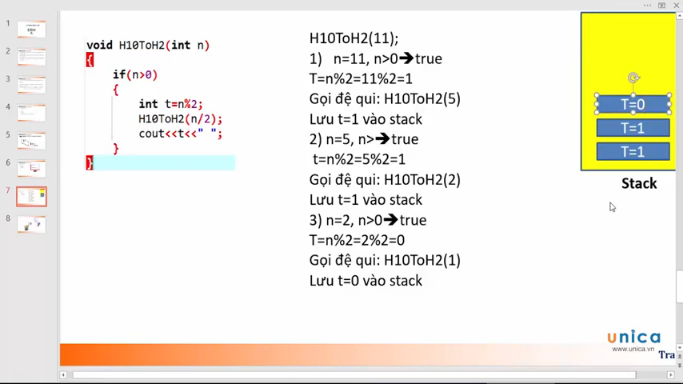 1
2
3
4
5
6
7
8
void H10ToH2(int n)
{
if(n>0)
{
int t=n%2;
H10ToH2(n/2);
cout<<t<<" ";
}
}
H10ToH2(11);
1) n=11, n>0➔true
T=n%2=11%2=1
Gọi đệ qui: H10ToH2(5)
Lưu t=1 vào stack
2) n=5, n>➔true
t=n%2=5%2=1
Gọi đệ qui: H10ToH2(2)
Lưu t=1 vào stack
3) n=2, n>0➔true
T=n%2=2%2=0
Gọi đệ qui: H10ToH2(1)
Lưu t=0 vào stack
T=0
T=1
T=1
Stack
unica
www.unica.vn
Tra